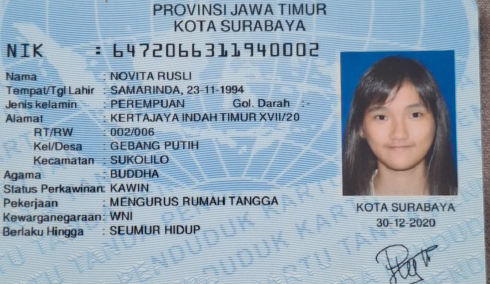 PROVINSI JAWA TIMUR
KOTA SURABAYA
NIK : 6472066311940002
Nama : NOVITA RUSLI
Tempat/Tgl Lahir : SAMARINDA, 23-11-1994
Jenis kelamin : PEREMPUAN Gol. Darah : -
Alamat : KERTAJAYA INDAH TIMUR XVII/20
RT/RW : 002/006
Kel/Desa : GEBANG PUTIH
Kecamatan : SUKOLILO
Agama : BUDDHA
Status Perkawinan: KAWIN
Pekerjaan : MENGURUS RUMAH TANGGA
Kewarganegaraan: WNI
Berlaku Hingga : SEUMUR HIDUP
KOTA SURABAYA
30-12-2020